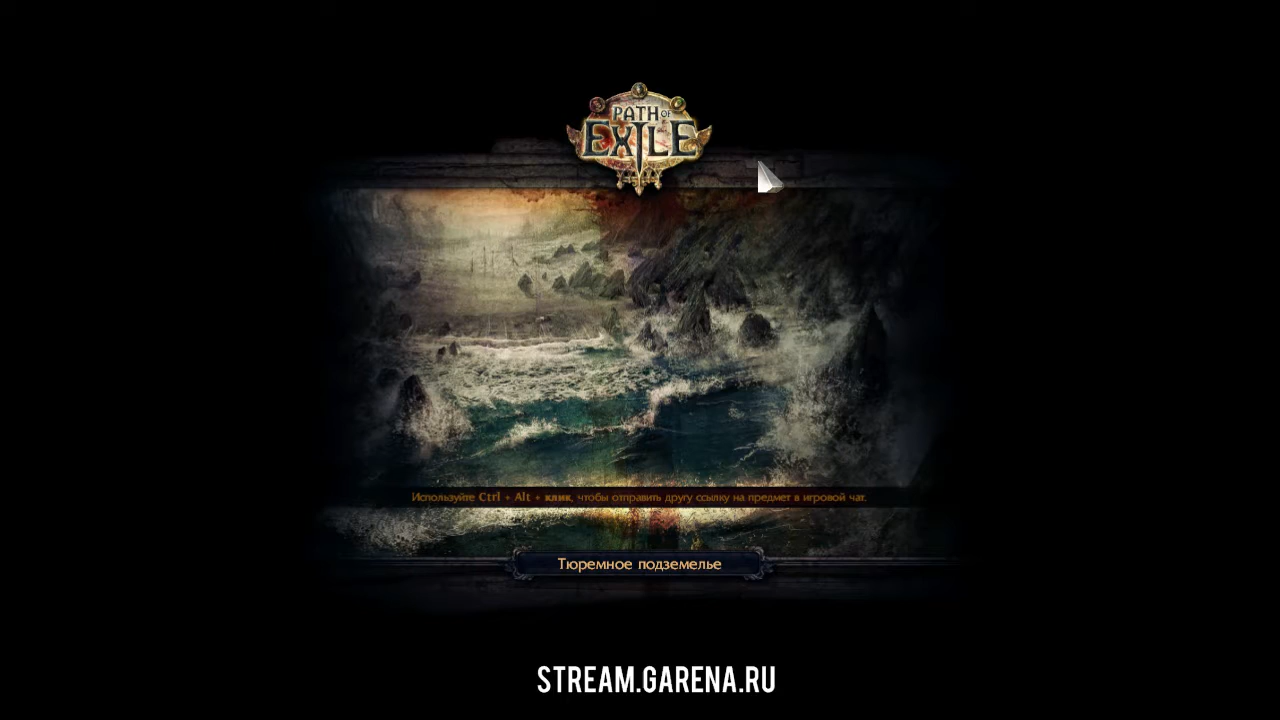 PATH OF
EXILE
Используйте Ctrl + Alt + клик, чтобы отправить другу ссылку на предмет в игровой чат.
Тюремное подземелье
STREAM.GARENA.RU